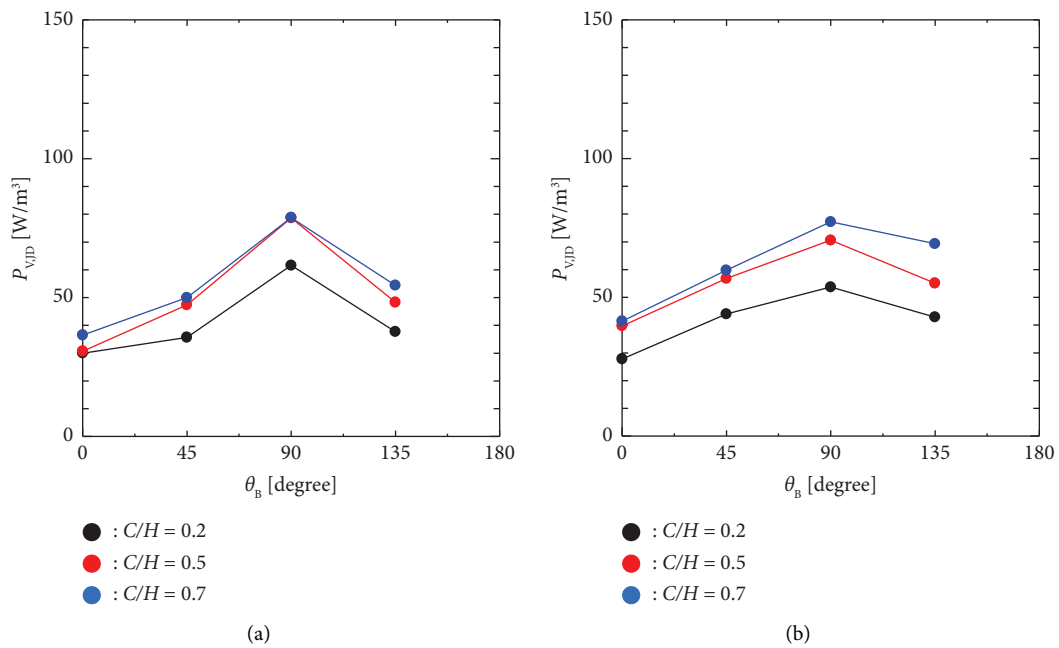 150
100
50
0
P_V,JD [W/m³]
0 45 90 135 180
θ_B [degree]
: C/H = 0.2
: C/H = 0.5
: C/H = 0.7
(a)
150
100
50
0
P_V,JD [W/m³]
0 45 90 135 180
θ_B [degree]
: C/H = 0.2
: C/H = 0.5
: C/H = 0.7
(b)